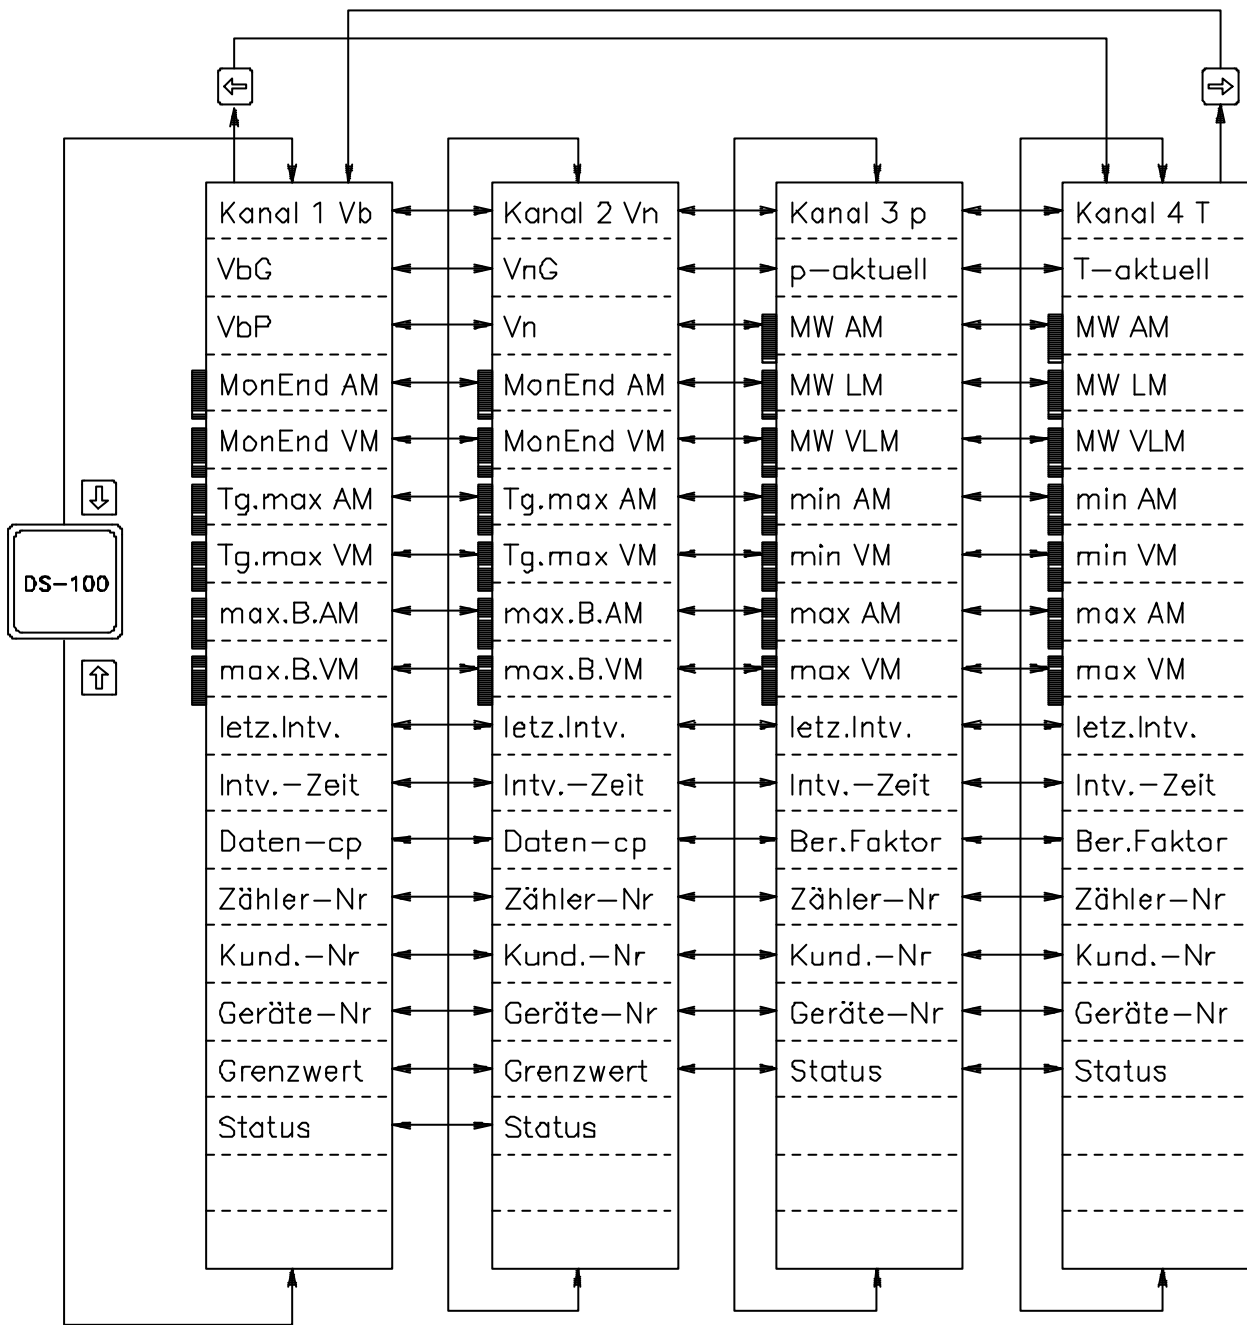 Kanal 1 Vb Kanal 2 Vn Kanal 3 p Kanal 4 T
VbG VnG p-aktuell T-aktuell
VbP Vn MW AM MW AM
MonEnd AM MonEnd AM MW LM MW LM
MonEnd VM MonEnd VM MW VLM MW VLM
Tg.max AM Tg.max AM min AM min AM
Tg.max VM Tg.max VM min VM min VM
DS-100
max.B.AM max.B.AM max AM max AM
max.B.VM max.B.VM max VM max VM
letz.Intv. letz.Intv. letz.Intv. letz.Intv.
Intv.-Zeit Intv.-Zeit Intv.-Zeit Intv.-Zeit
Daten-cp Daten-cp Ber.Faktor Ber.Faktor
Zähler-Nr Zähler-Nr Zähler-Nr Zähler-Nr
Kund.-Nr Kund.-Nr Kund.-Nr Kund.-Nr
Geräte-Nr Geräte-Nr Geräte-Nr Geräte-Nr
Grenzwert Grenzwert Status Status
Status Status